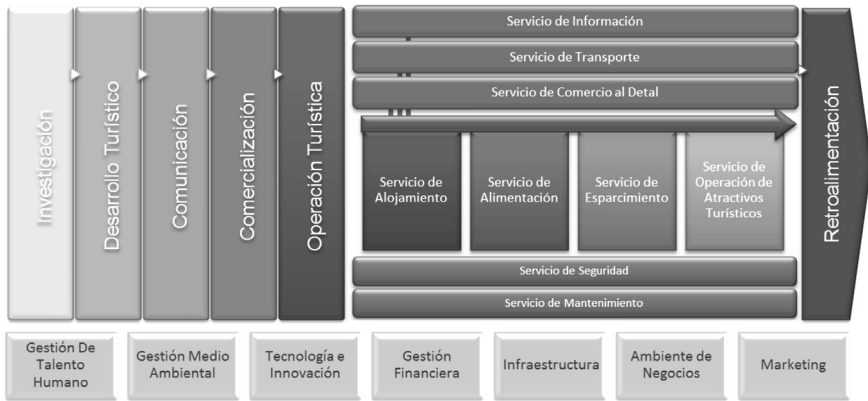 Investigación
Desarrollo Turístico
Comunicación
Comercialización
Operación Turística
Servicio de Información
Servicio de Transporte
Servicio de Comercio al Detal
Servicio de
Alojamiento
Servicio de
Alimentación
Servicio de
Esparcimiento
Servicio de
Operación de
Atractivos
Turísticos
Servicio de Seguridad
Servicio de Mantenimiento
Retroalimentación
Gestión De
Talento
Humano
Gestión Medio
Ambiental
Tecnología e
Innovación
Gestión
Financiera
Infraestructura
Ambiente de
Negocios
Marketing